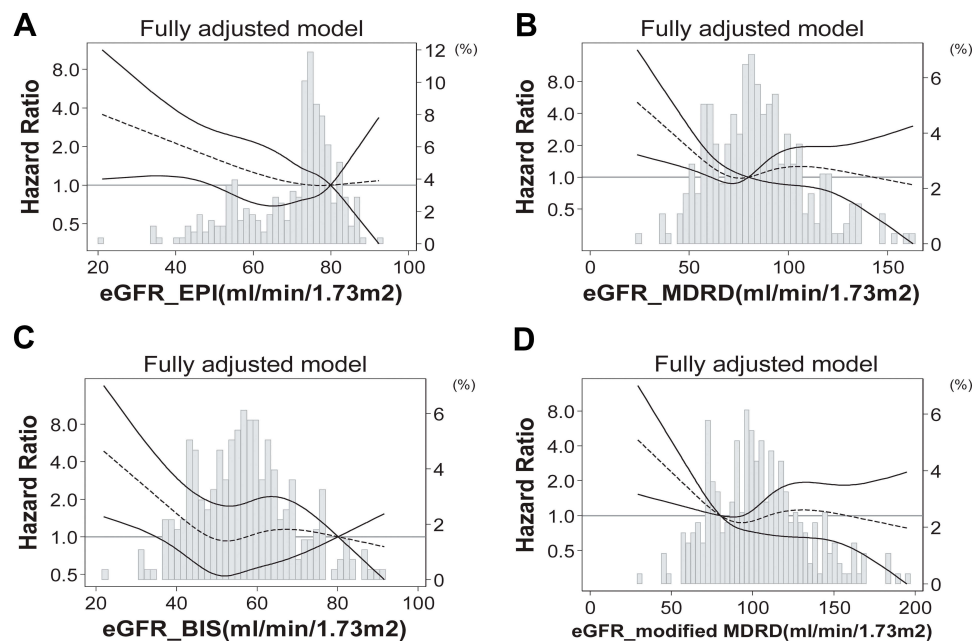 A
Fully adjusted model
12 (%)
8.0
10
4.0
8
2.0
6
1.0
4
0.5
2
0
Hazard Ratio
20 40 60 80 100
eGFR_EPI(ml/min/1.73m2)
B
Fully adjusted model
(%)
8.0
6
4.0
4
2.0
1.0
2
0.5
0
Hazard Ratio
0 50 100 150
eGFR_MDRD(ml/min/1.73m2)
C
Fully adjusted model
(%)
8.0
6
4.0
4
2.0
2
1.0
0.5
0
Hazard Ratio
20 40 60 80 100
eGFR_BIS(ml/min/1.73m2)
D
Fully adjusted model
(%)
8.0
6
4.0
4
2.0
1.0
2
0.5
0
Hazard Ratio
0 50 100 150 200
eGFR_modified MDRD(ml/min/1.73m2)